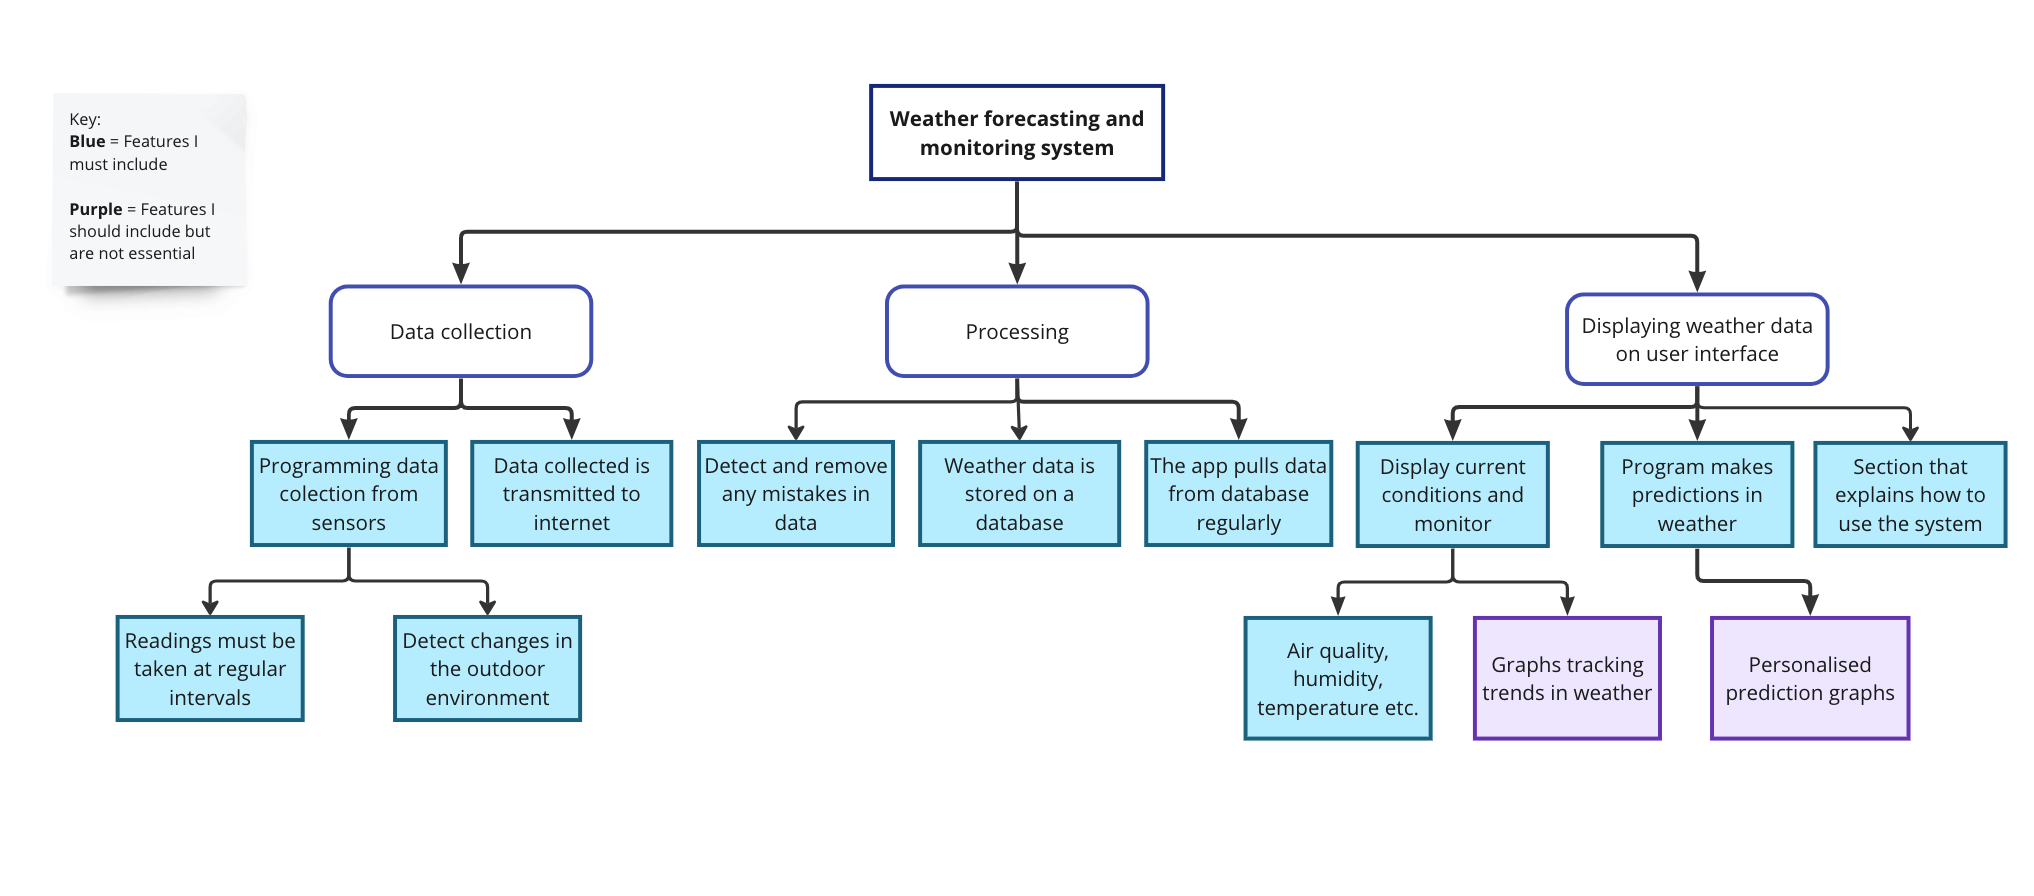 Key:
Blue = Features I
must include
Purple = Features I
should include but
are not essential
Weather forecasting and
monitoring system
Data collection
Processing
Displaying weather data
on user interface
Programming data
colection from
sensors
Data collected is
transmitted to
internet
Detect and remove
any mistakes in
data
Weather data is
stored on a
database
The app pulls data
from database
regularly
Display current
conditions and
monitor
Program makes
predictions in
weather
Section that
explains how to
use the system
Readings must be
taken at regular
intervals
Detect changes in
the outdoor
environment
Air quality,
humidity,
temperature etc.
Graphs tracking
trends in weather
Personalised
prediction graphs